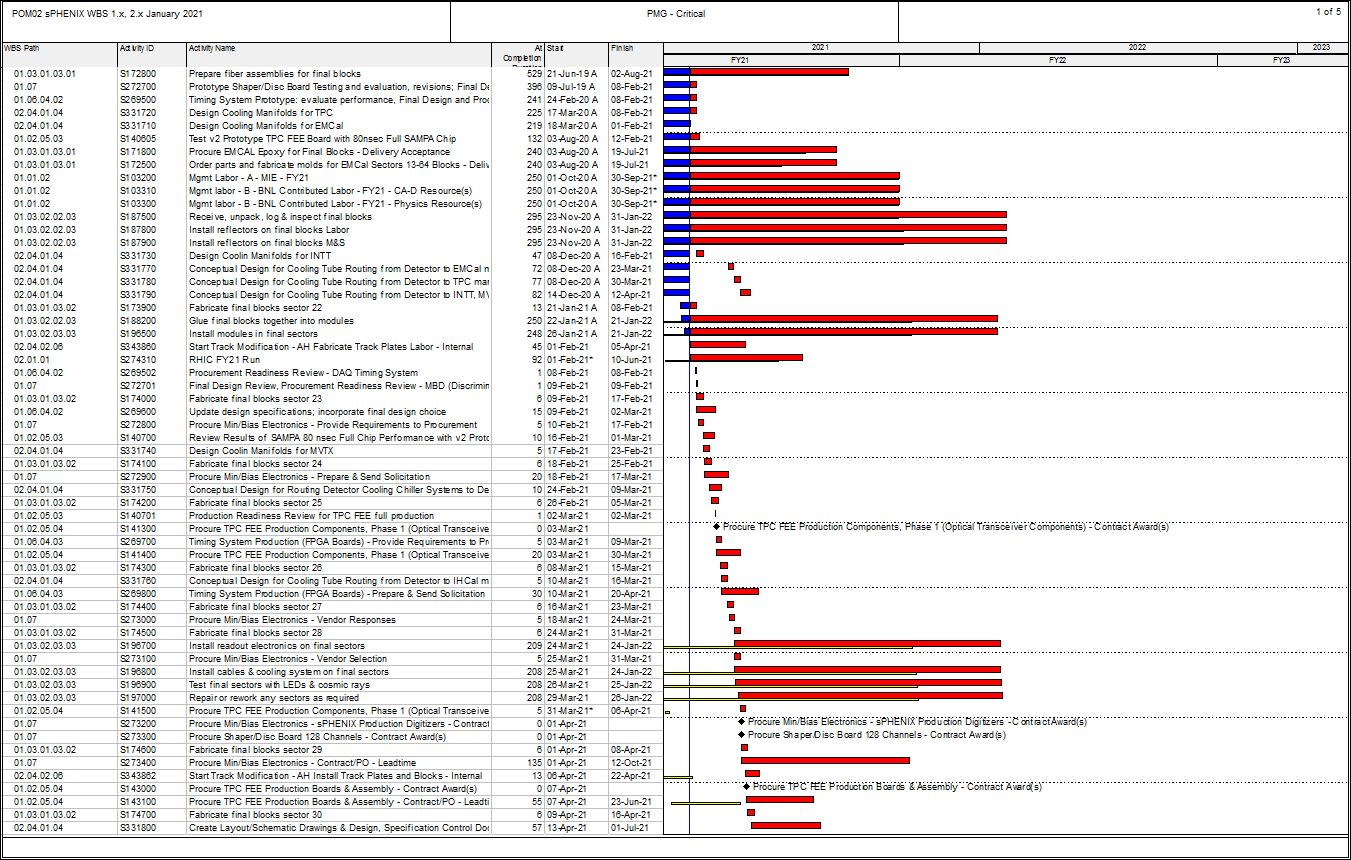 POM02 sPHENIX WBS 1.x, 2.x January 2021 PMG - Critical 1 of 5
WBS Path Activity ID Activity Name At Start Finish 2021 2022 2023
Completion FY21 FY22 FY23
01.03.01.03.01 S172800 Prepare fiber assemblies for final blocks 529 21-Jun-19 A 02-Aug-21
01.07 S272700 Prototype Shaper/Disc Board Testing and evaluation, revisions; Final De 396 09-Jul-19 A 08-Feb-21
01.06.04.02 S269500 Timing System Prototype: evaluate performance, Final Design and Proc 241 24-Feb-20 A 08-Feb-21
02.04.01.04 S331720 Design Cooling Manifolds for TPC 225 17-Mar-20 A 08-Feb-21
02.04.01.04 S331710 Design Cooling Manifolds for EMCal 219 18-Mar-20 A 01-Feb-21
01.02.05.03 S140605 Test v2 Prototype TPC FEE Board with 80nsec Full SAMPA Chip 132 03-Aug-20 A 12-Feb-21
01.03.01.03.01 S171800 Procure EMCAL Epoxy for Final Blocks - Delivery Acceptance 240 03-Aug-20 A 19-Jul-21
01.03.01.03.01 S172500 Order parts and fabricate molds for EMCal Sectors 13-64 Blocks - Deliv 240 03-Aug-20 A 19-Jul-21
01.01.02 S103200 Mgmt Labor - A - MIE - FY21 250 01-Oct-20 A 30-Sep-21*
01.01.02 S103310 Mgmt labor - B - BNL Contributed Labor - FY21 - CA-D Resource(s) 250 01-Oct-20 A 30-Sep-21*
01.01.02 S103300 Mgmt labor - B - BNL Contributed Labor - FY21 - Physics Resource(s) 250 01-Oct-20 A 30-Sep-21*
01.03.02.02.03 S187500 Receive, unpack, log & inspect final blocks 295 23-Nov-20 A 31-Jan-22
01.03.02.02.03 S187800 Install reflectors on final blocks Labor 295 23-Nov-20 A 31-Jan-22
01.03.02.02.03 S187900 Install reflectors on final blocks M&S 295 23-Nov-20 A 31-Jan-22
02.04.01.04 S331730 Design Coolin Manifolds for INTT 47 08-Dec-20 A 16-Feb-21
02.04.01.04 S331770 Conceptual Design for Cooling Tube Routing from Detector to EMCal m 72 08-Dec-20 A 23-Mar-21
02.04.01.04 S331780 Conceptual Design for Cooling Tube Routing from Detector to TPC mar 77 08-Dec-20 A 30-Mar-21
02.04.01.04 S331790 Conceptual Design for Cooling Tube Routing from Detector to INTT, MV 82 14-Dec-20 A 12-Apr-21
01.03.01.03.02 S173900 Fabricate final blocks sector 22 13 21-Jan-21 A 08-Feb-21
01.03.02.02.03 S188200 Glue final blocks together into modules 250 22-Jan-21 A 21-Jan-22
01.03.02.03.03 S196500 Install modules in final sectors 248 26-Jan-21 A 21-Jan-22
02.04.02.06 S343860 Start Track Modification - AH Fabricate Track Plates Labor - Internal 45 01-Feb-21 05-Apr-21
02.01.01 S274310 RHIC FY21 Run 92 01-Feb-21* 10-Jun-21
01.06.04.02 S269502 Procurement Readiness Review - DAQ Timing System 1 08-Feb-21 08-Feb-21
01.07 S272701 Final Design Review, Procurement Readiness Review - MBD (Discrimin 1 09-Feb-21 09-Feb-21
01.03.01.03.02 S174000 Fabricate final blocks sector 23 6 09-Feb-21 17-Feb-21
01.06.04.02 S269600 Update design specifications; incorporate final design choice 15 09-Feb-21 02-Mar-21
01.07 S272800 Procure Min/Bias Electronics - Provide Requirements to Procurement 5 10-Feb-21 17-Feb-21
01.02.05.03 S140700 Review Results of SAMPA 80 nsec Full Chip Performance with v2 Proto 10 16-Feb-21 01-Mar-21
02.04.01.04 S331740 Design Coolin Manifolds for MVTX 5 17-Feb-21 23-Feb-21
01.03.01.03.02 S174100 Fabricate final blocks sector 24 6 18-Feb-21 25-Feb-21
01.07 S272900 Procure Min/Bias Electronics - Prepare & Send Solicitation 20 18-Feb-21 17-Mar-21
02.04.01.04 S331750 Conceptual Design for Routing Detector Cooling Chiller Systems to De 10 24-Feb-21 09-Mar-21
01.03.01.03.02 S174200 Fabricate final blocks sector 25 6 26-Feb-21 05-Mar-21
01.02.05.03 S140701 Production Readiness Review for TPC FEE full production 1 02-Mar-21 02-Mar-21
01.02.05.04 S141300 Procure TPC FEE Production Components, Phase 1 (Optical Transceive 0 03-Mar-21 Procure TPC FEE Production Components, Phase 1 (Optical Transceiver Components) - Contract Award(s)
01.06.04.03 S269700 Timing System Production (FPGA Boards) - Provide Requirements to Pr 5 03-Mar-21 09-Mar-21
01.02.05.04 S141400 Procure TPC FEE Production Components, Phase 1 (Optical Transceive 20 03-Mar-21 30-Mar-21
01.03.01.03.02 S174300 Fabricate final blocks sector 26 6 08-Mar-21 15-Mar-21
02.04.01.04 S331760 Conceptual Design for Cooling Tube Routing from Detector to IHCal m 5 10-Mar-21 16-Mar-21
01.06.04.03 S269800 Timing System Production (FPGA Boards) - Prepare & Send Solicitation 30 10-Mar-21 20-Apr-21
01.03.01.03.02 S174400 Fabricate final blocks sector 27 6 16-Mar-21 23-Mar-21
01.07 S273000 Procure Min/Bias Electronics - Vendor Responses 5 18-Mar-21 24-Mar-21
01.03.01.03.02 S174500 Fabricate final blocks sector 28 6 24-Mar-21 31-Mar-21
01.03.02.03.03 S196700 Install readout electronics on final sectors 209 24-Mar-21 24-Jan-22
01.07 S273100 Procure Min/Bias Electronics - Vendor Selection 5 25-Mar-21 31-Mar-21
01.03.02.03.03 S196800 Install cables & cooling system on final sectors 208 25-Mar-21 24-Jan-22
01.03.02.03.03 S196900 Test final sectors with LEDs & cosmic rays 208 26-Mar-21 25-Jan-22
01.03.02.03.03 S197000 Repair or rework any sectors as required 208 29-Mar-21 26-Jan-22
01.02.05.04 S141500 Procure TPC FEE Production Components, Phase 1 (Optical Transceive 5 31-Mar-21* 06-Apr-21
01.07 S273200 Procure Min/Bias Electronics - sPHENIX Production Digitizers - Contract 0 01-Apr-21 Procure Min/Bias Electronics - sPHENIX Production Digitizers - Contract Award(s)
01.07 S273300 Procure Shaper/Disc Board 128 Channels - Contract Award(s) 0 01-Apr-21 Procure Shaper/Disc Board 128 Channels - Contract Award(s)
01.03.01.03.02 S174600 Fabricate final blocks sector 29 6 01-Apr-21 08-Apr-21
01.07 S273400 Procure Min/Bias Electronics - Contract/PO - Leadtime 135 01-Apr-21 12-Oct-21
02.04.02.06 S343862 Start Track Modification - AH Install Track Plates and Blocks - Internal 13 06-Apr-21 22-Apr-21
01.02.05.04 S143000 Procure TPC FEE Production Boards & Assembly - Contract Award(s) 0 07-Apr-21 Procure TPC FEE Production Boards & Assembly - Contract Award(s)
01.02.05.04 S143100 Procure TPC FEE Production Boards & Assembly - Contract/PO - Leadti 55 07-Apr-21 23-Jun-21
01.03.01.03.02 S174700 Fabricate final blocks sector 30 6 09-Apr-21 16-Apr-21
02.04.01.04 S331800 Create Layout/Schematic Drawings & Design, Specification Control Doc 57 13-Apr-21 01-Jul-21